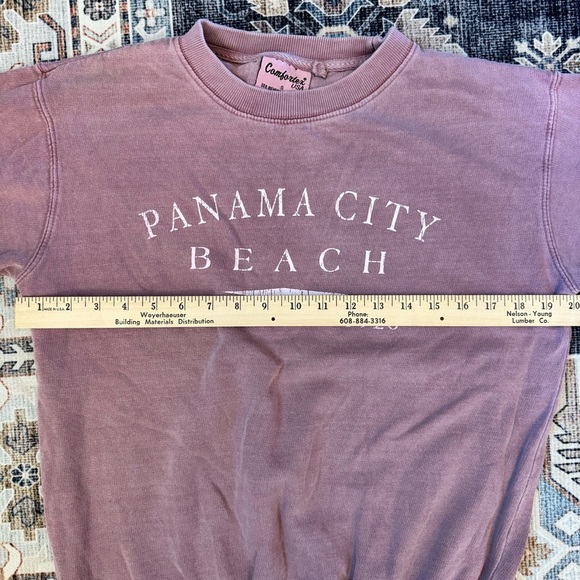 Comfortex
USA
PANAMA CITY
BEACH
1 MADE IN U.S.A. 2 3 4 5 6 7 8 9 10 11 12 13 14 15 16 17 18 19 20
Weyerhaeuser Phone: Nelson - Young
Building Materials Distribution 608-884-3316 Lumber Co.